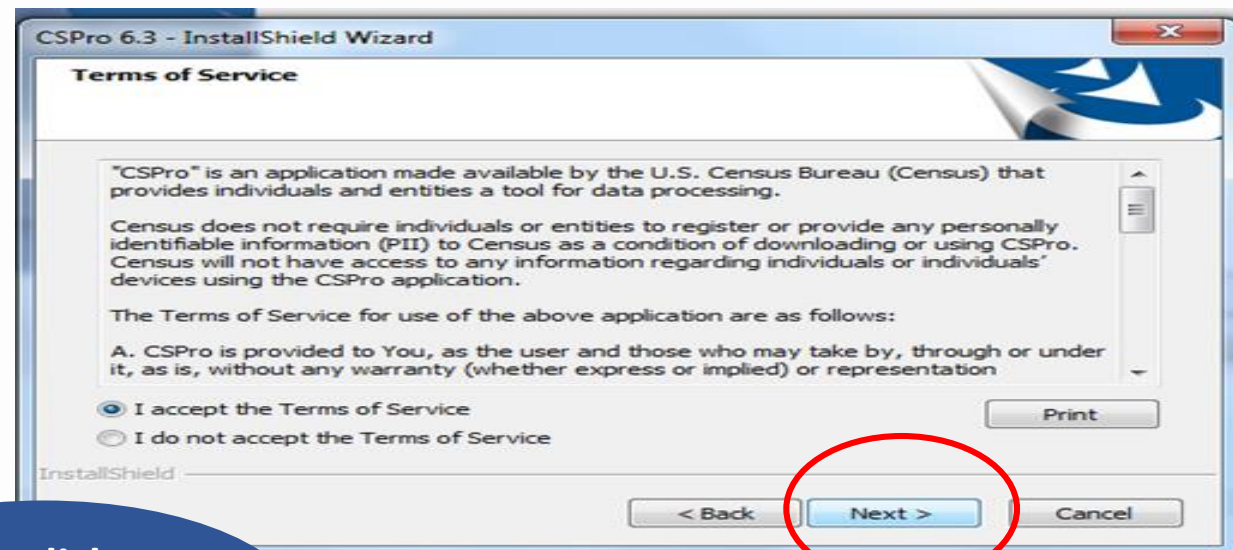 CSPro 6.3 - InstallShield Wizard
Terms of Service
"CSPro" is an application made available by the U.S. Census Bureau (Census) that
provides individuals and entities a tool for data processing.
Census does not require individuals or entities to register or provide any personally
identifiable information (PII) to Census as a condition of downloading or using CSPro.
Census will not have access to any information regarding individuals or individuals'
devices using the CSPro application.
The Terms of Service for use of the above application are as follows:
A. CSPro is provided to You, as the user and those who may take by, through or under
it, as is, without any warranty (whether express or implied) or representation
I accept the Terms of Service
Print
I do not accept the Terms of Service
InstallShield
< Back Next > Cancel